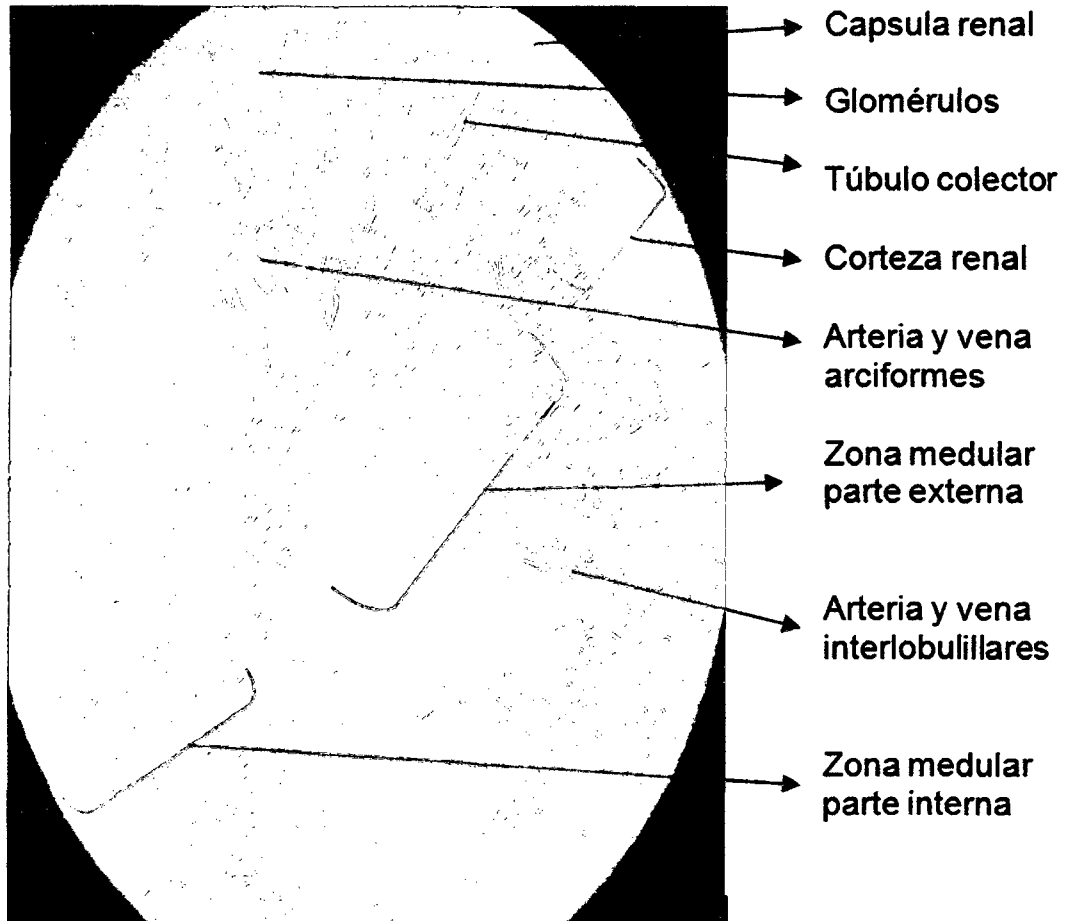 Capsula renal
Glomérulos
Túbulo colector
Corteza renal
Arteria y vena
arciformes
Zona medular
parte externa
Arteria y vena
interlobulillares
Zona medular
parte interna